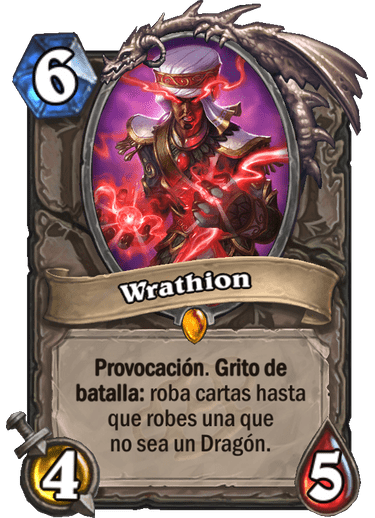 6
Wrathion
Provocación. Grito de
batalla: roba cartas hasta
que robes una que
no sea un Dragón.
4
5